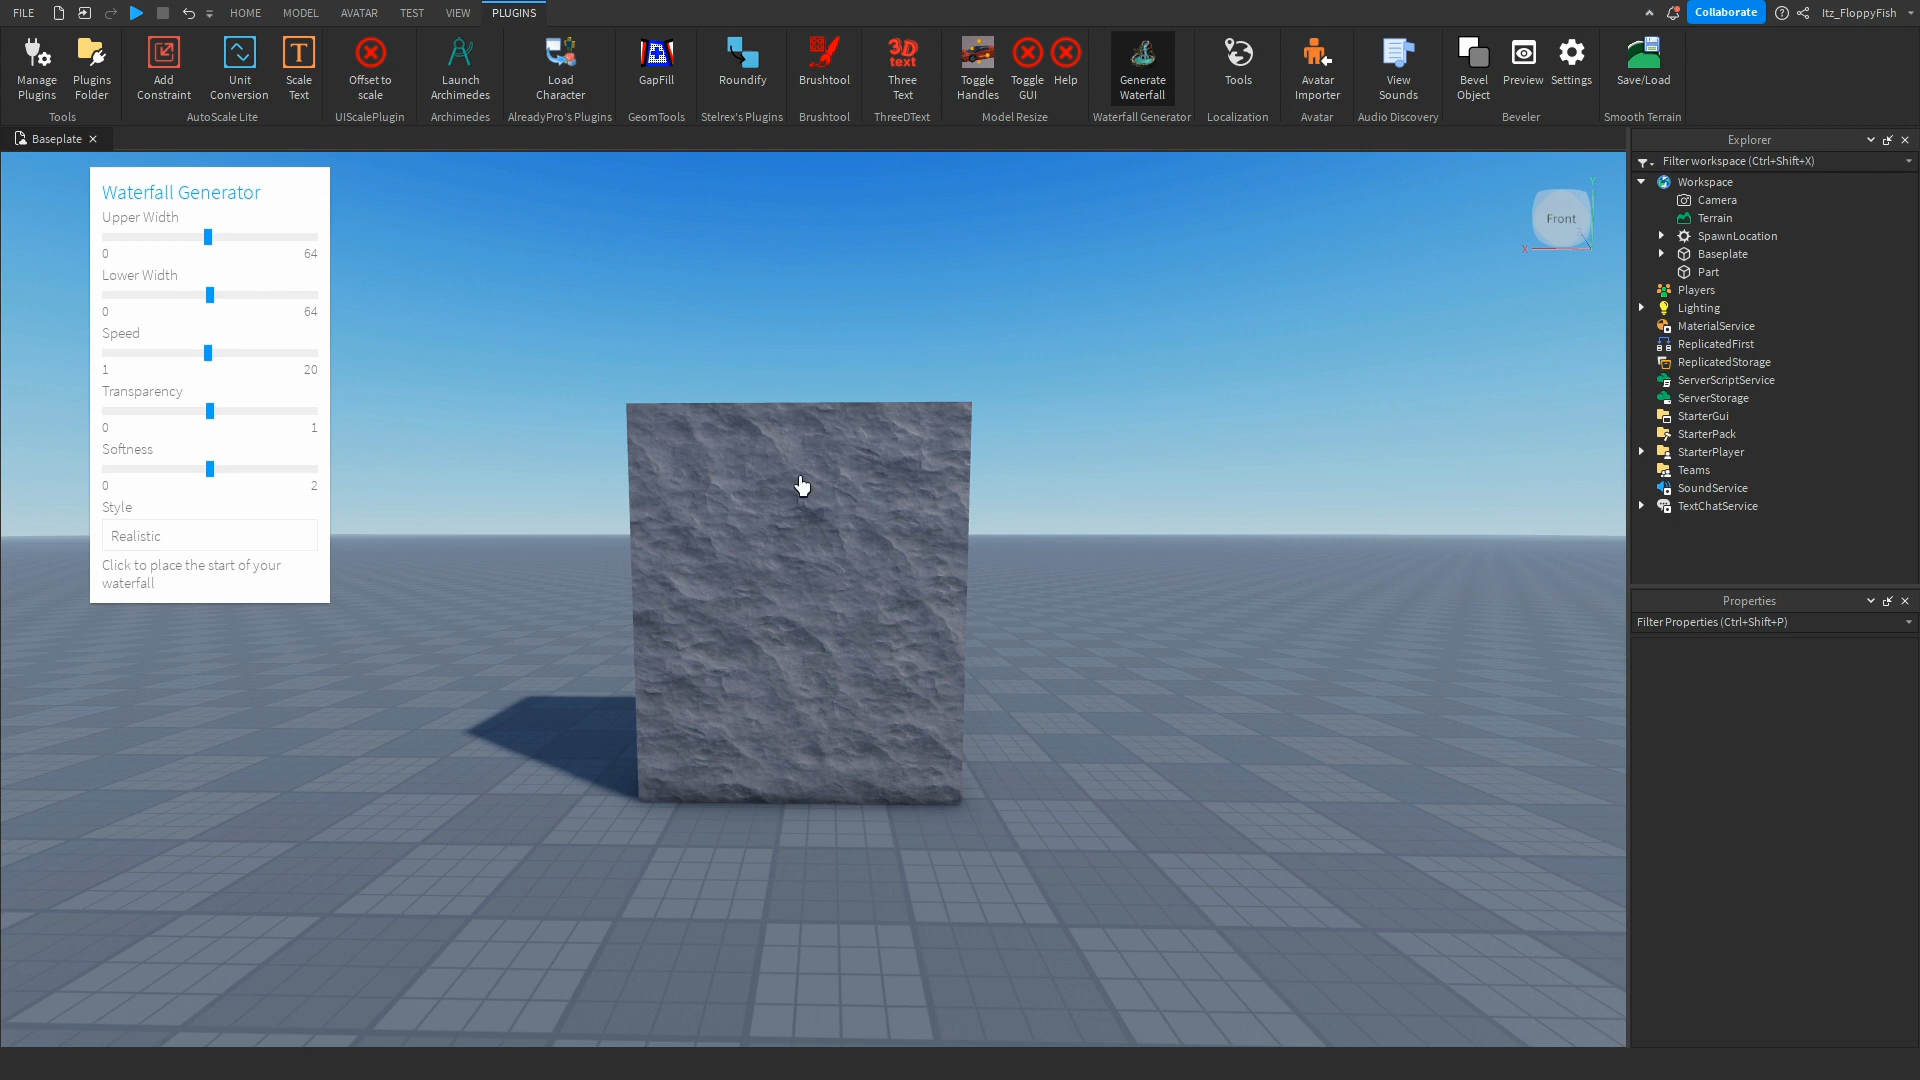 FILE HOME MODEL AVATAR TEST VIEW PLUGINS Collaborate Itz_FloppyFish
Manage Plugins
Plugins Folder
Tools
Add Constraint
Unit Conversion
Scale Text
AutoScale Lite
Offset to scale
UIScalePlugin
Launch Archimedes
Archimedes
Load Character
AlreadyPro's Plugins
GapFill
GeomTools
Roundify
Stelrex's Plugins
Brushtool
Brushtool
3D text
Three Text
ThreeDText
Toggle Handles
Toggle GUI
Help
Model Resize
Generate Waterfall
Waterfall Generator
Tools
Localization
Avatar Importer
Avatar
View Sounds
Audio Discovery
Bevel Object
Preview
Settings
Beveler
Save/Load
Smooth Terrain
Baseplate
Waterfall Generator
Upper Width
0 64
Lower Width
0 64
Speed
1 20
Transparency
0 1
Softness
0 2
Style
Realistic
Click to place the start of your
waterfall
Y
Front
X
Explorer
Filter workspace (Ctrl+Shift+X)
Workspace
Camera
Terrain
SpawnLocation
Baseplate
Part
Players
Lighting
MaterialService
ReplicatedFirst
ReplicatedStorage
ServerScriptService
ServerStorage
StarterGui
StarterPack
StarterPlayer
Teams
SoundService
TextChatService
Properties
Filter Properties (Ctrl+Shift+P)